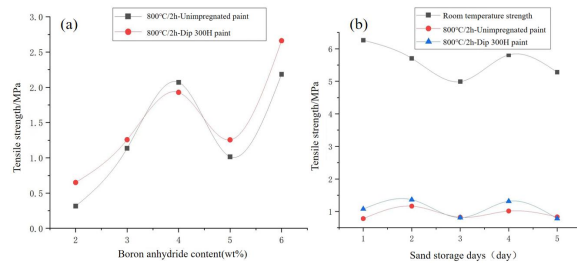 (a)
800°C/2h-Unimpregnated paint
800°C/2h-Dip 300H paint
Tensile strength/MPa
3.0
2.5
2.0
1.5
1.0
0.5
0.0
2 3 4 5 6
Boron anhydride content(wt%)
(b)
Room temperature strength
800°C/2h-Unimpregnated paint
800°C/2h-Dip 300H paint
Tensile strength/MPa
6
5
4
3
2
1
1 2 3 4 5
Sand storage days（day）